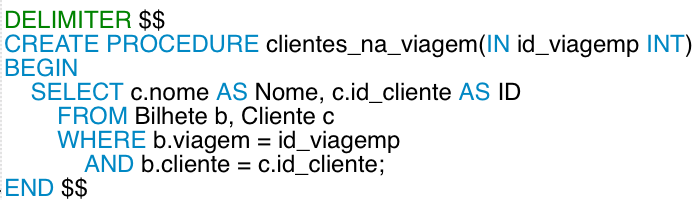 DELIMITER $$
CREATE PROCEDURE clientes_na_viagem(IN id_viagemp INT)
BEGIN
SELECT c.nome AS Nome, c.id_cliente AS ID
FROM Bilhete b, Cliente c
WHERE b.viagem = id_viagemp
AND b.cliente = c.id_cliente;
END $$